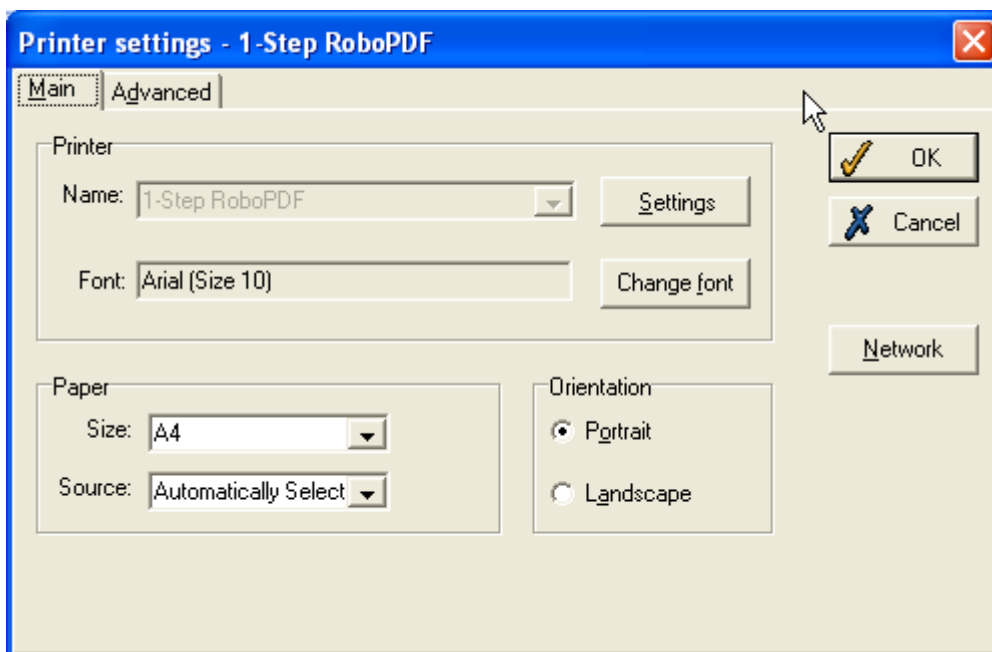 Printer settings - 1-Step RoboPDF
Main
Advanced
Printer
Name: 1-Step RoboPDF
Settings
Font: Arial (Size 10)
Change font
OK
Cancel
Network
Paper
Size: A4
Source: Automatically Select
Orientation
Portrait
Landscape